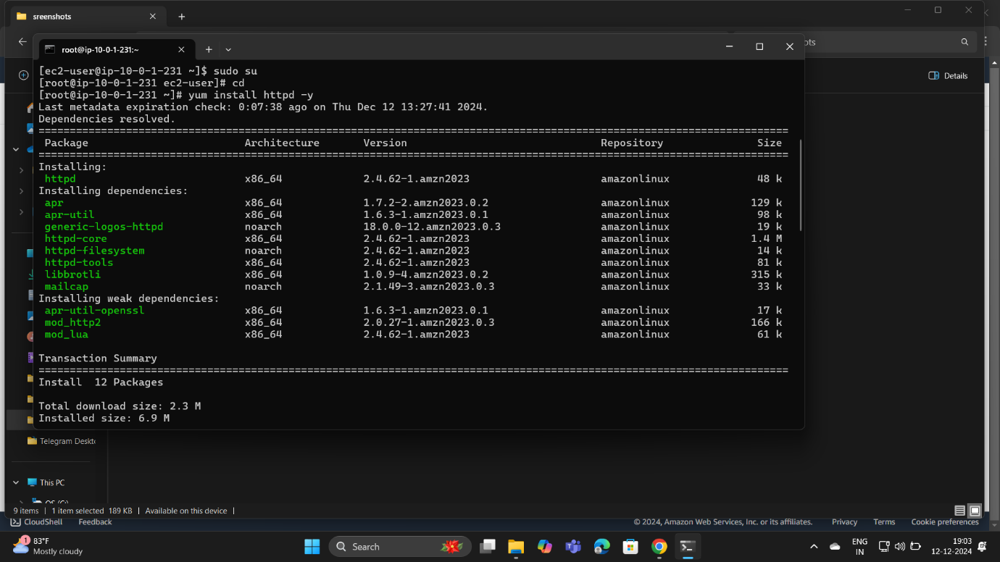 sreenshots
ots
root@ip-10-0-1-231:~
Details
[ec2-user@ip-10-0-1-231 ~]$ sudo su
[root@ip-10-0-1-231 ec2-user]# cd
[root@ip-10-0-1-231 ~]# yum install httpd -y
Last metadata expiration check: 0:07:38 ago on Thu Dec 12 13:27:41 2024.
Dependencies resolved.
================================================================================
Package Architecture Version Repository Size
================================================================================
Installing:
httpd x86_64 2.4.62-1.amzn2023 amazonlinux 48 k
Installing dependencies:
apr x86_64 1.7.2-2.amzn2023.0.2 amazonlinux 129 k
apr-util x86_64 1.6.3-1.amzn2023.0.1 amazonlinux 98 k
generic-logos-httpd noarch 18.0.0-12.amzn2023.0.3 amazonlinux 19 k
httpd-core x86_64 2.4.62-1.amzn2023 amazonlinux 1.4 M
httpd-filesystem noarch 2.4.62-1.amzn2023 amazonlinux 14 k
httpd-tools x86_64 2.4.62-1.amzn2023 amazonlinux 81 k
libbrotli x86_64 1.0.9-4.amzn2023.0.2 amazonlinux 315 k
mailcap noarch 2.1.49-3.amzn2023.0.3 amazonlinux 33 k
Installing weak dependencies:
apr-util-openssl x86_64 1.6.3-1.amzn2023.0.1 amazonlinux 17 k
mod_http2 x86_64 2.0.27-1.amzn2023.0.3 amazonlinux 166 k
mod_lua x86_64 2.4.62-1.amzn2023 amazonlinux 61 k
Transaction Summary
================================================================================
Install 12 Packages
Total download size: 2.3 M
Installed size: 6.9 M
Telegram Deskt
This PC
OS (C:)
9 items | 1 item selected 189 KB | Available on this device |
CloudShell Feedback © 2024, Amazon Web Services, Inc. or its affiliates. Privacy Terms Cookie preferences
1
83°F
Mostly cloudy
Search
ENG
IN
19:03
12-12-2024